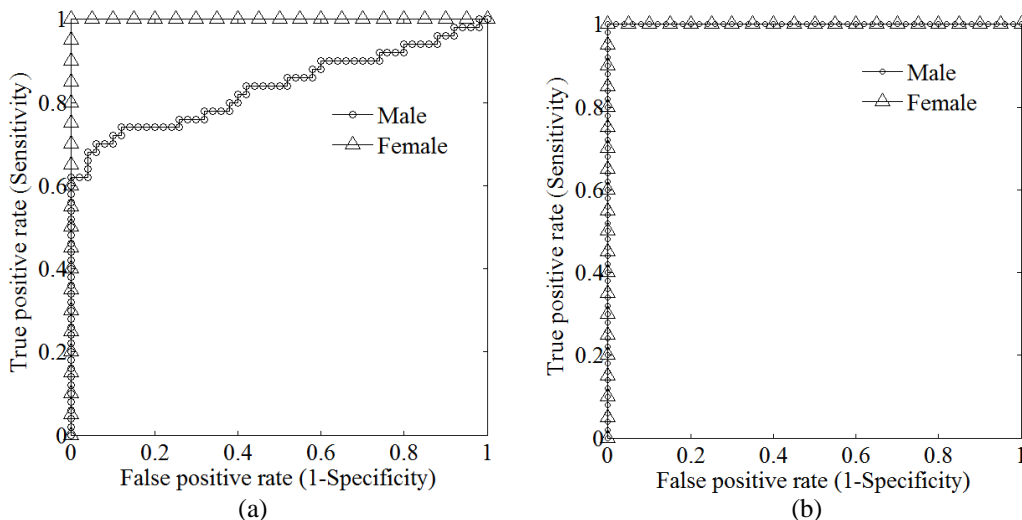 1
0.8
0.6
0.4
0.2
0
0
0.2
0.4
0.6
0.8
1
True positive rate (Sensitivity)
Male
Female
False positive rate (1-Specificity)
(a)
1
0.8
0.6
0.4
0.2
0
0
0.2
0.4
0.6
0.8
1
True positive rate (Sensitivity)
Male
Female
False positive rate (1-Specificity)
(b)